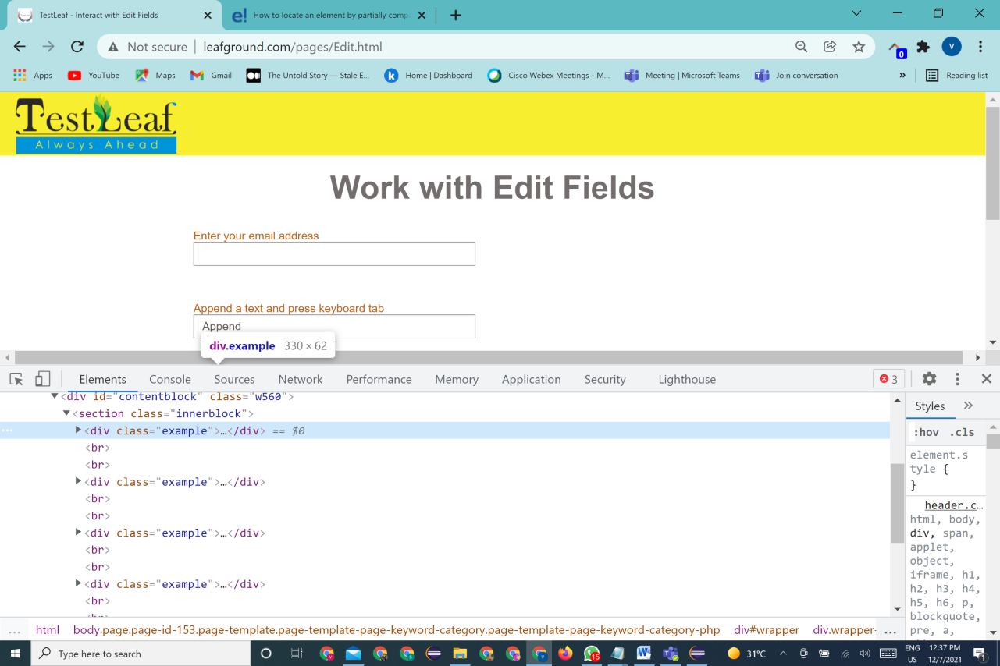 TestLeaf - Interact with Edit Fields
e! How to locate an element by partially comp
Not secure leafground.com/pages/Edit.html
0
V
Apps YouTube Maps Gmail The Untold Story — Stale E... Home | Dashboard Cisco Webex Meetings - M... Meeting | Microsoft Teams Join conversation » Reading list
TestLeaf
Always Ahead
Work with Edit Fields
Enter your email address
Append a text and press keyboard tab
Append
div.example 330 × 62
Elements Console Sources Network Performance Memory Application Security Lighthouse 3
<div id="contentblock" class="w560">
<section class="innerblock">
<div class="example">…</div> == $0
<br>
<br>
<div class="example">…</div>
<br>
<br>
<div class="example">…</div>
<br>
<br>
<div class="example">…</div>
<br>
<br>
Styles »
:hov .cls
element.s
tyle {
}
header.c…
html, body,
div, span,
applet,
object,
iframe, h1,
h2, h3, h4,
h5, h6, p,
blockquote,
pre, a,
... html body.page.page-id-153.page-template.page-template-page-keyword-category.page-template-page-keyword-category-php div#wrapper div.wrapper- ...
Type here to search
15
31°C
ENG
US
12:37 PM
12/7/2021
1